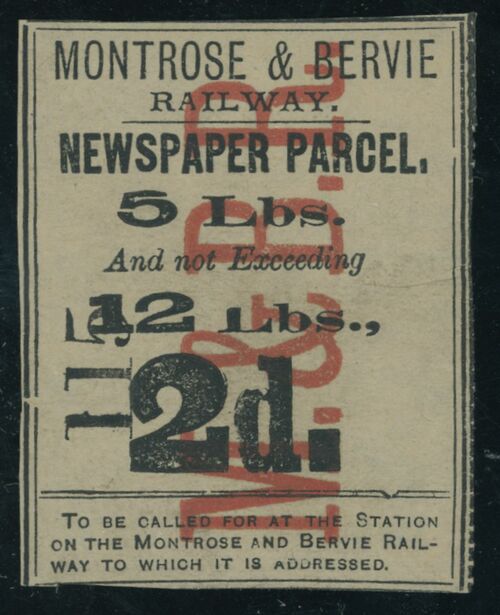 MONTROSE & BERVIE
RAILWAY.
NEWSPAPER PARCEL,
5 Lbs.
And not Exceeding
12 Lbs.,
2d.
115
M. & B. R.
TO BE CALLED FOR AT THE STATION
ON THE MONTROSE AND BERVIE RAIL-
WAY TO WHICH IT IS ADDRESSED.